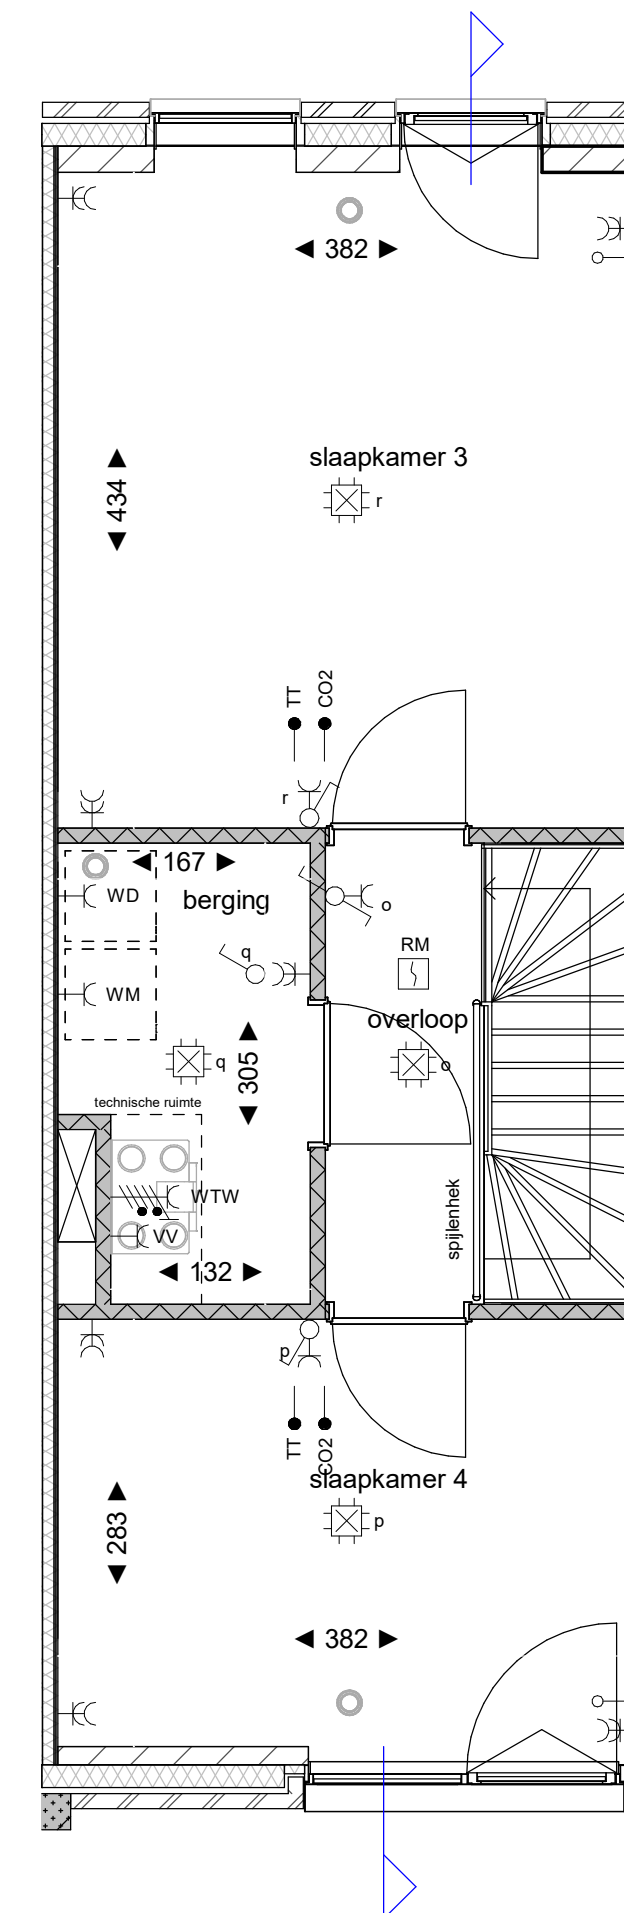 ◄ 382 ►
slaapkamer 3
r
◄ 434 ►
TT
CO2
r
◄ 167 ►
WD
berging
o
q
RM
WM
overloop
q
◄ 305 ►
o
technische ruimte
WTW
spijlenhek
VV
◄ 132 ►
p
TT
CO2
slaapkamer 4
p
◄ 283 ►
◄ 382 ►